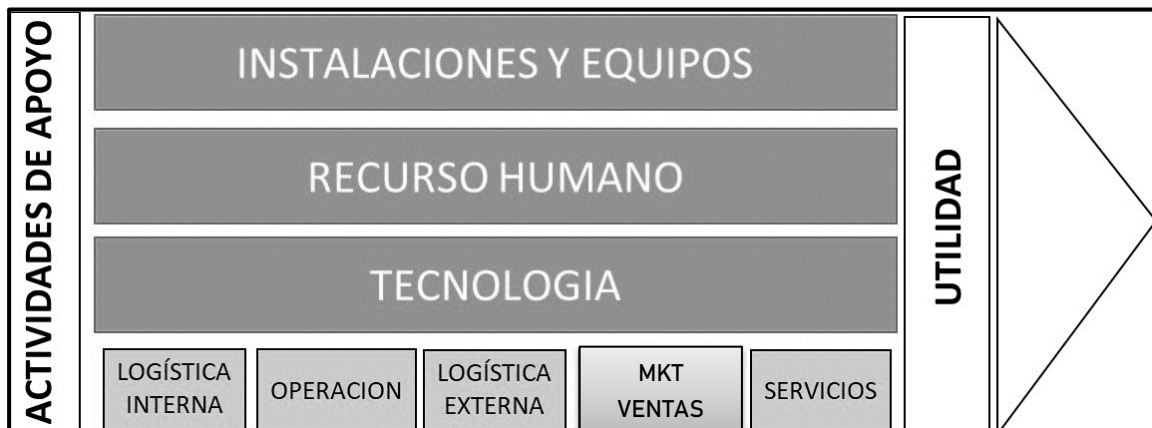 ACTIVIDADES DE APOYO
INSTALACIONES Y EQUIPOS
RECURSO HUMANO
TECNOLOGIA
LOGÍSTICA
INTERNA
OPERACION
LOGÍSTICA
EXTERNA
MKT
VENTAS
SERVICIOS
UTILIDAD